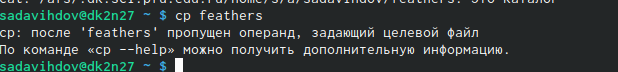 sadavihdov@dk2n27 ~ $ cp feathers
cp: после 'feathers' пропущен операнд, задающий целевой файл
По команде «cp --help» можно получить дополнительную информацию.
sadavihdov@dk2n27 ~ $